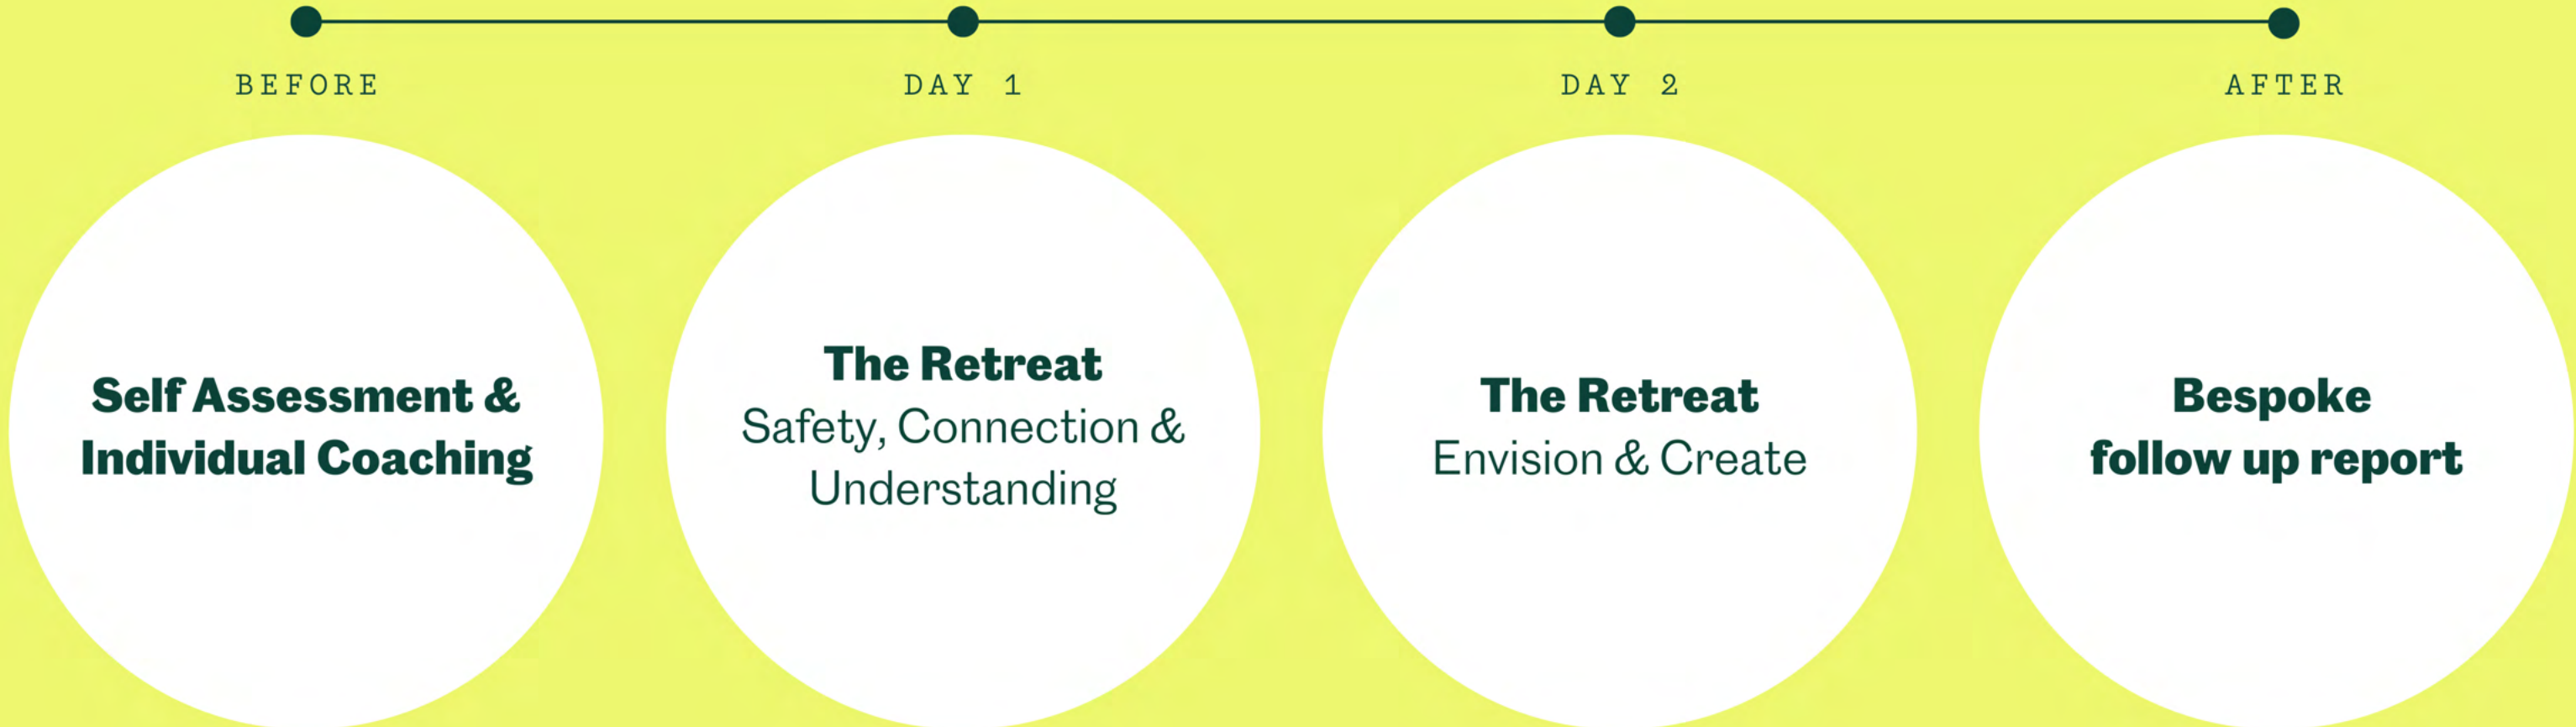 BEFORE
DAY 1
DAY 2
AFTER
Self Assessment &
Individual Coaching
The Retreat
Safety, Connection &
Understanding
The Retreat
Envision & Create
Bespoke
follow up report